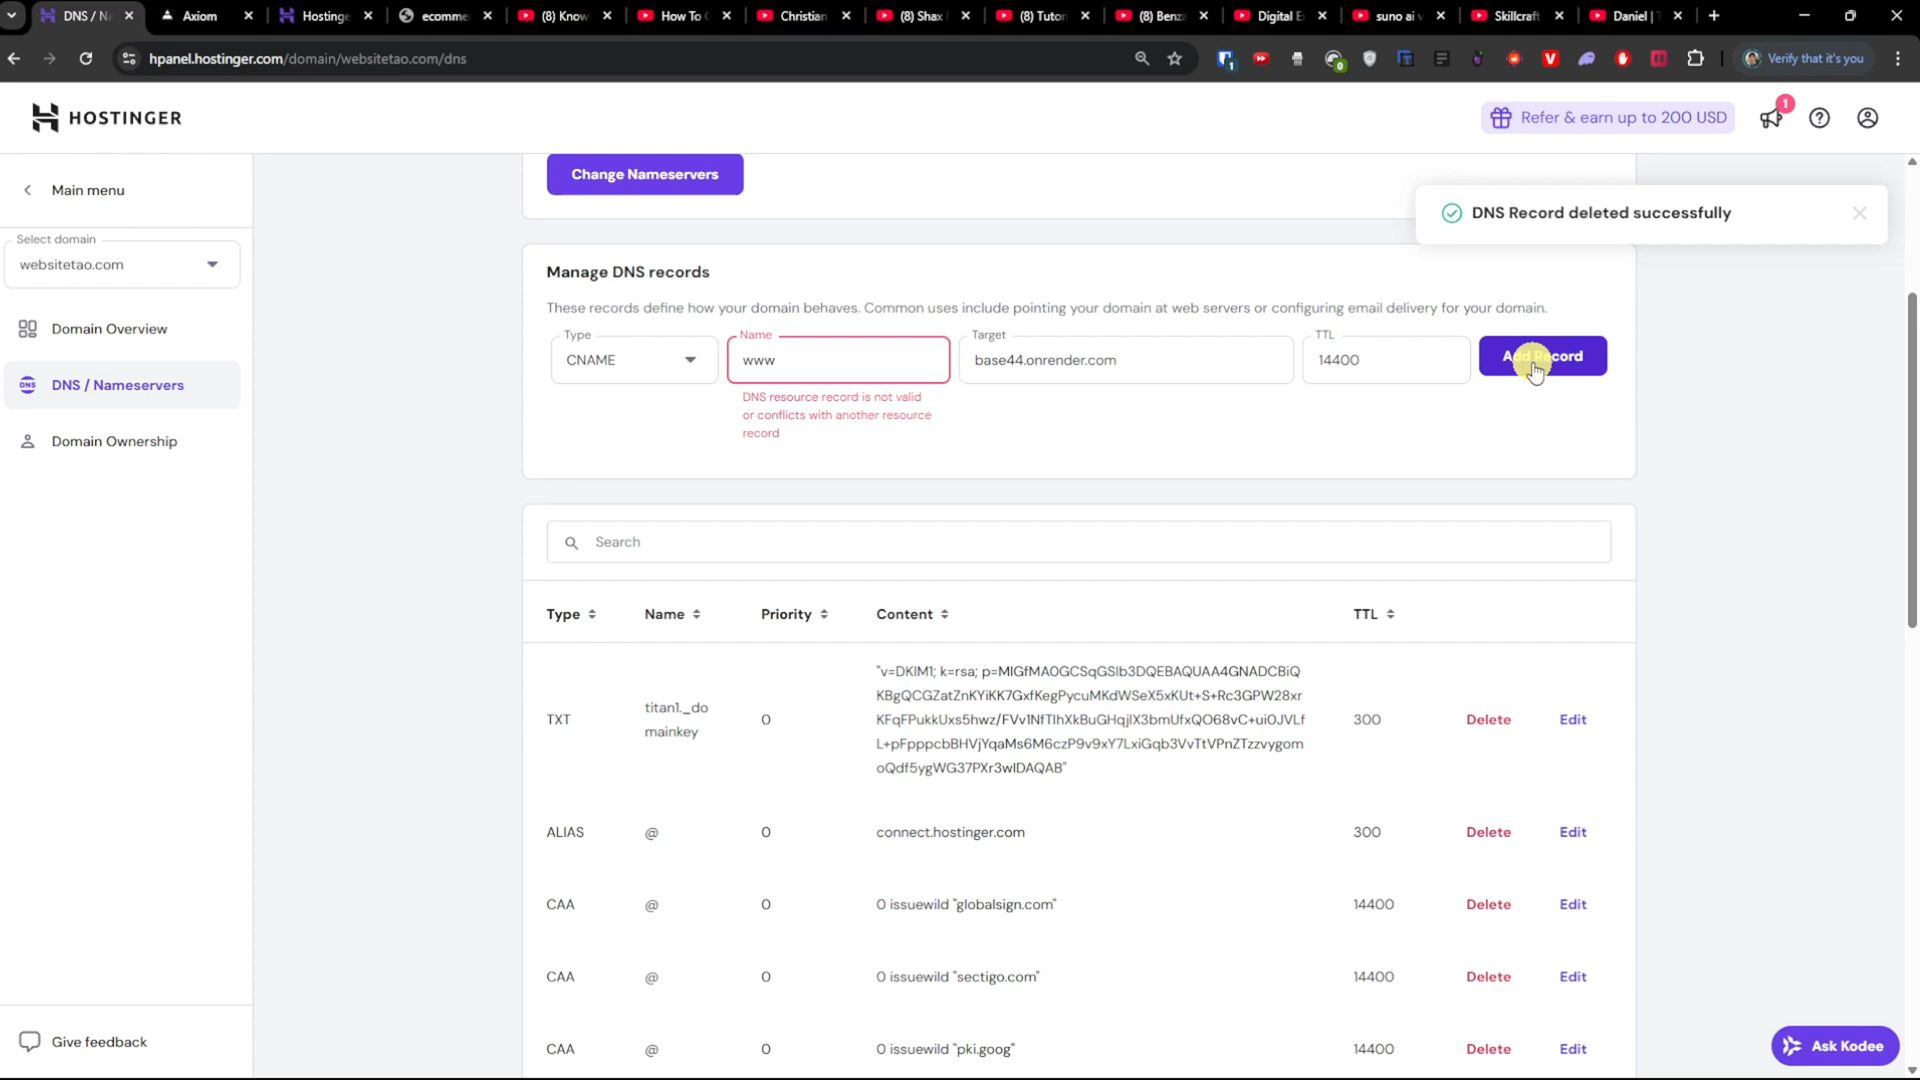 DNS / N
Axiom
Hostinge
ecomme
(8) Know
How To
Christian
(8) Shax
(8) Tutor
(8) Benz
Digital E
suno ai v
Skillcraft
Daniel |
hpanel.hostinger.com/domain/websitetao.com/dns
Verify that it's you
HOSTINGER
Refer & earn up to 200 USD
1
Main menu
Change Nameservers
DNS Record deleted successfully
Select domain
websitetao.com
Domain Overview
DNS / Nameservers
Domain Ownership
Manage DNS records
These records define how your domain behaves. Common uses include pointing your domain at web servers or configuring email delivery for your domain.
Type
Name
Target
TTL
CNAME
www
base44.onrender.com
14400
Add Record
DNS resource record is not valid
or conflicts with another resource
record
Search
Type Name Priority Content TTL
TXT
titan1._do
mainkey
0
"v=DKIM1; k=rsa; p=MIGfMA0GCSqGSIb3DQEBAQUAA4GNADCBiQ
KBgQCGZatZnKYiKK7GxfKegPycuMKdWSeX5xKUt+S+Rc3GPW28xr
KFqFPukkUxs5hwz/FVv1NfTIhXkBuGHqjlX3bmUfxQO68vC+uiOJVLf
L+pFpppcbBHVjYqaMs6M6czP9v9xY7LxiGqb3VvTtVPnZTzzvygom
oQdf5ygWG37PXr3wIDAQAB"
300 Delete Edit
ALIAS @ 0 connect.hostinger.com 300 Delete Edit
CAA @ 0 0 issuewild "globalsign.com" 14400 Delete Edit
CAA @ 0 0 issuewild "sectigo.com" 14400 Delete Edit
CAA @ 0 0 issuewild "pki.goog" 14400 Delete Edit
Give feedback
Ask Kodee